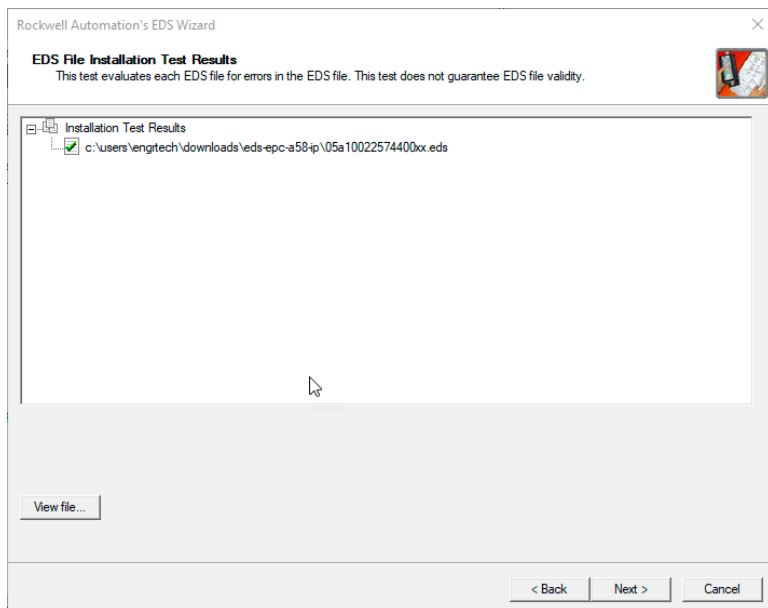 Rockwell Automation's EDS Wizard
EDS File Installation Test Results
This test evaluates each EDS file for errors in the EDS file. This test does not guarantee EDS file validity.
Installation Test Results
c:\users\engrtech\downloads\eds-epc-a58-ip\05a10022574400xx.eds
View file...
< Back
Next >
Cancel